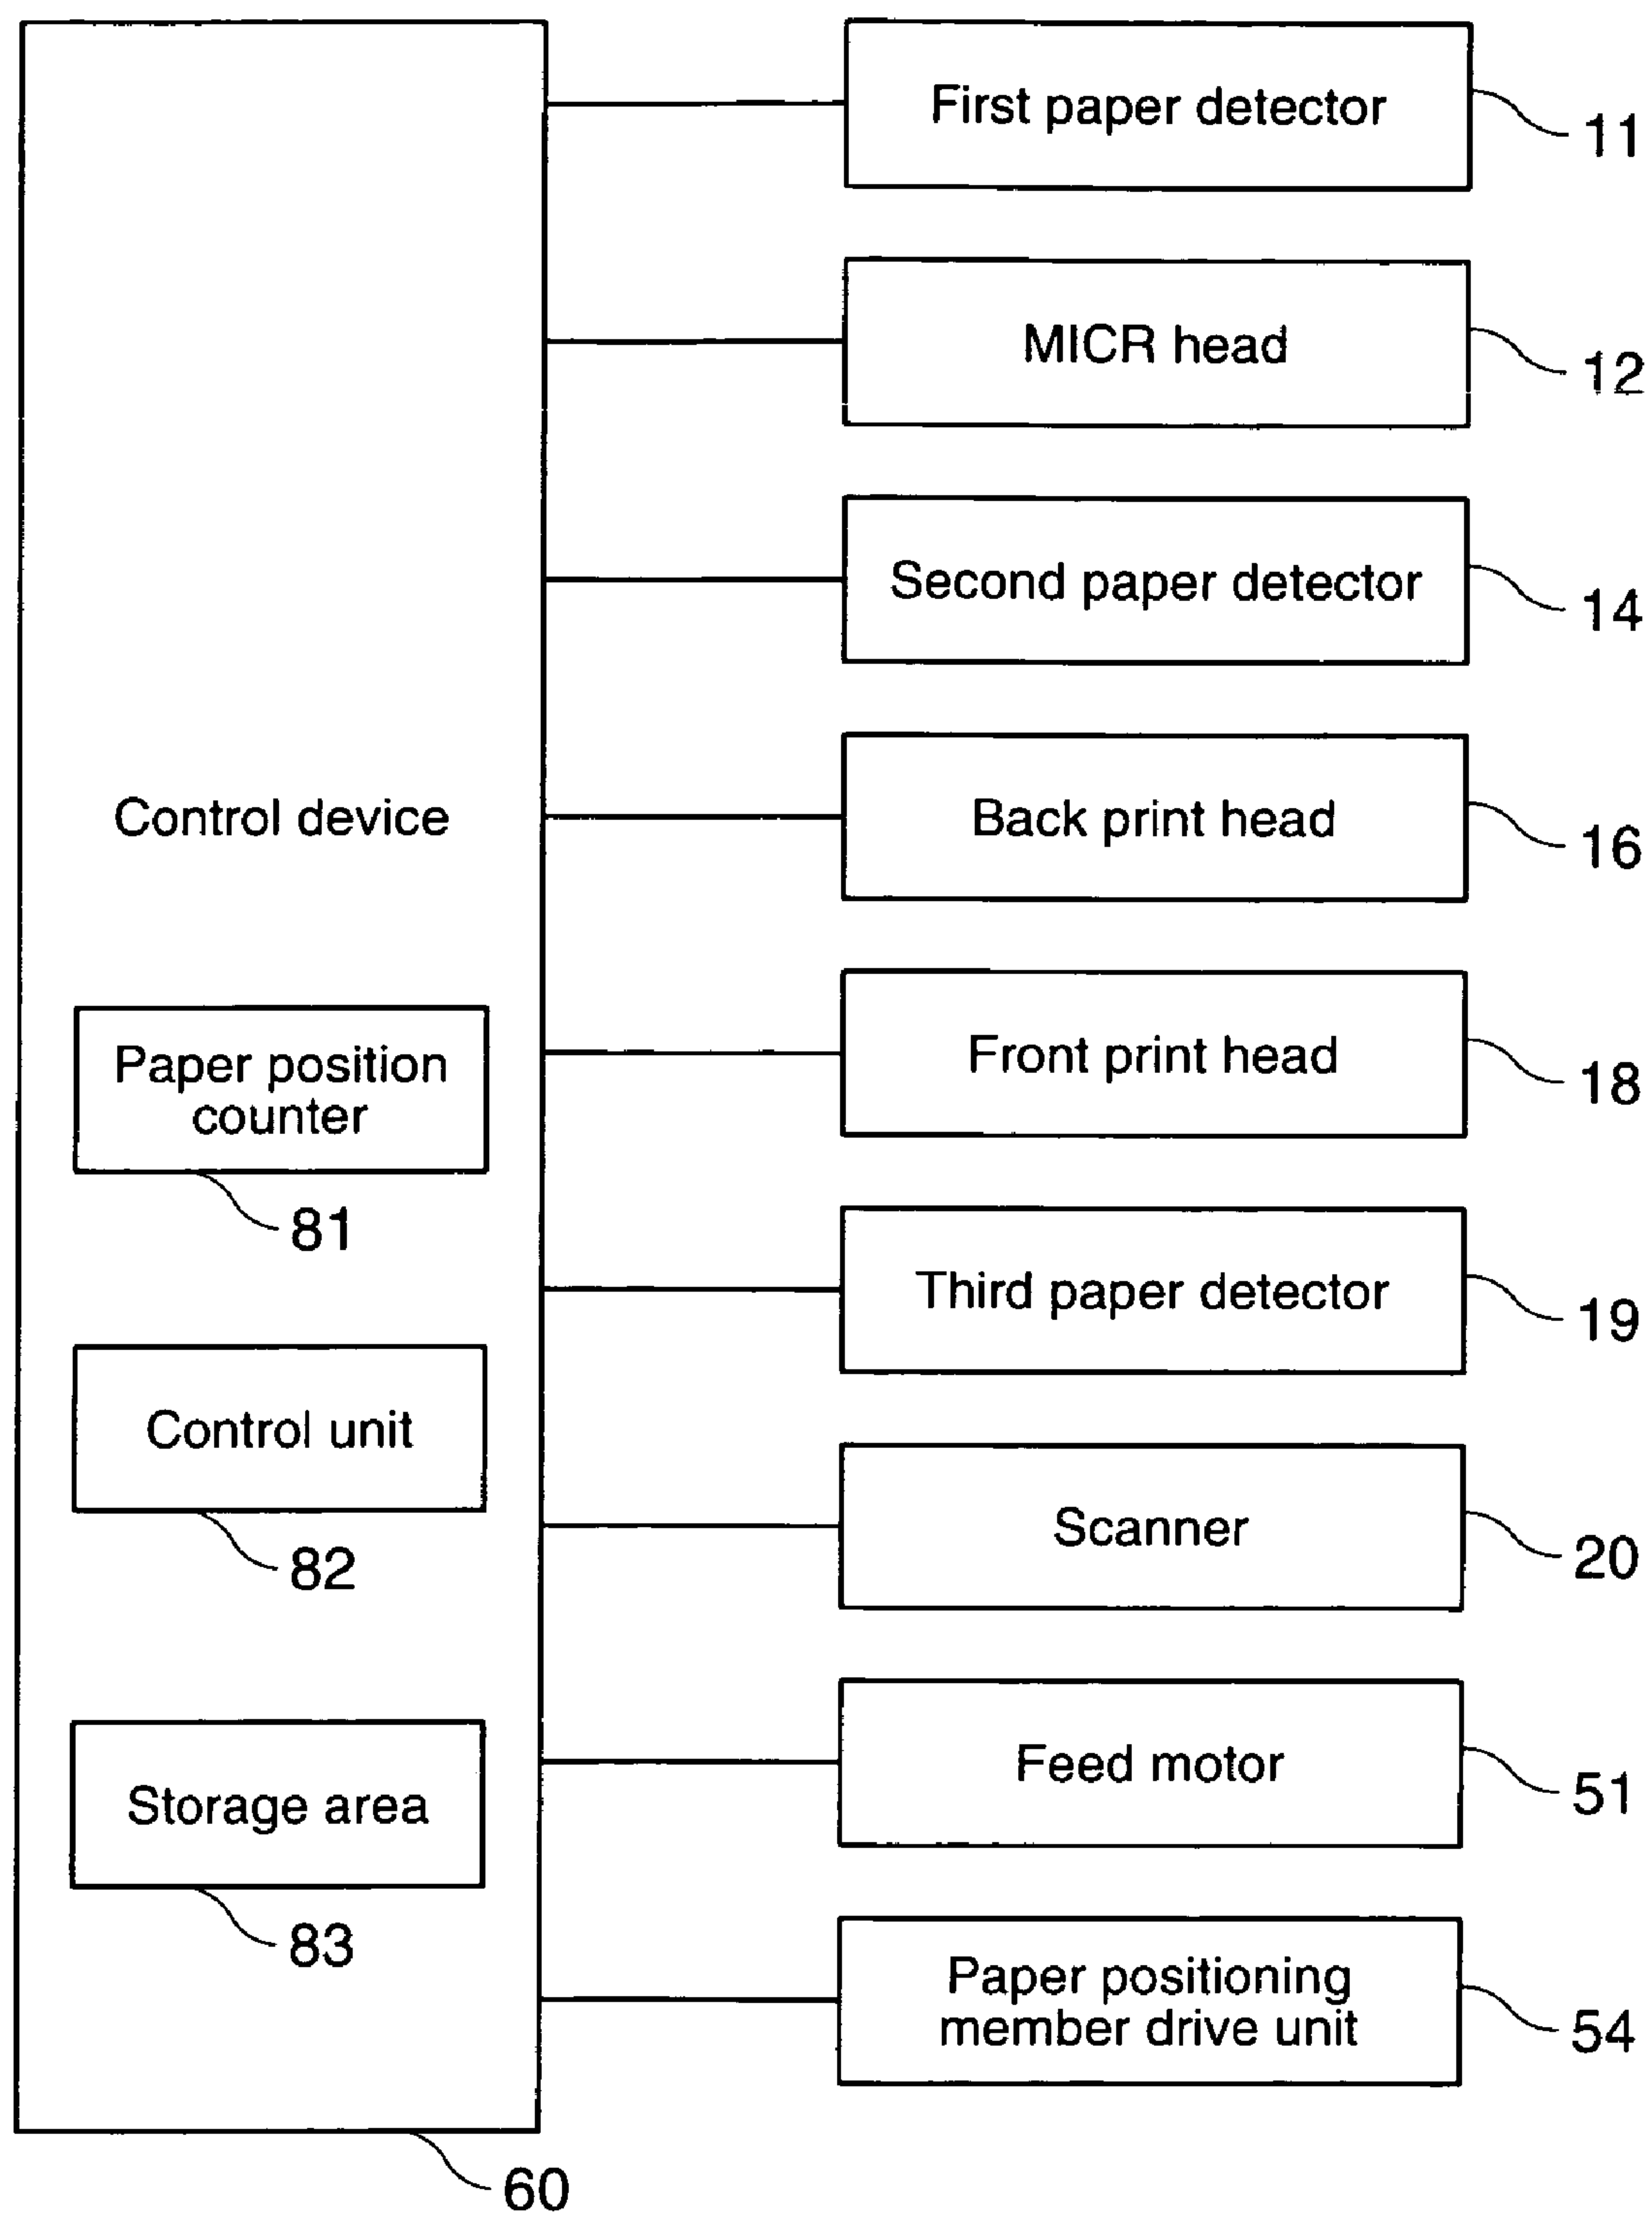 First paper detector
11
MICR head
12
Second paper detector
14
Control device
Back print head
16
Paper position
counter
81
Front print head
18
Third paper detector
19
Control unit
82
Scanner
20
Storage area
83
Feed motor
51
Paper positioning
member drive unit
54
60